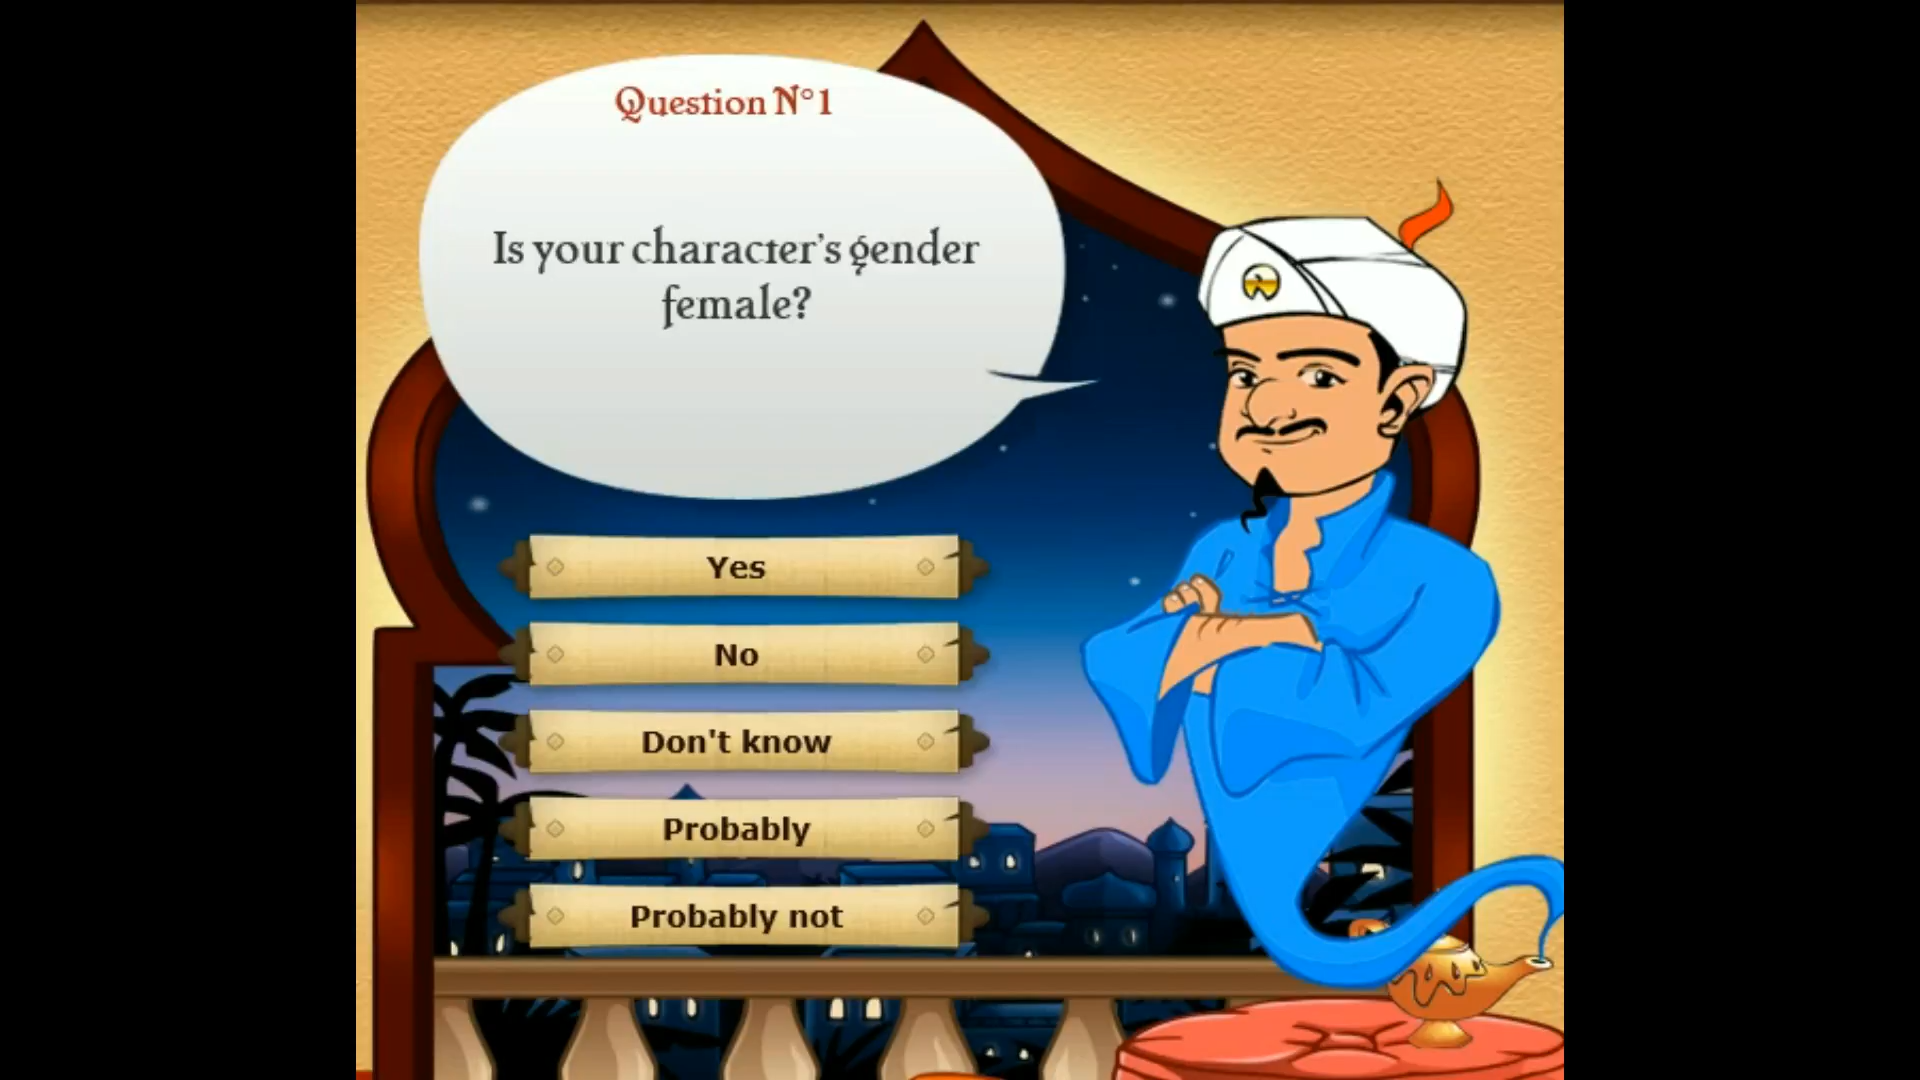 Question N°1
Is your character's gender
female?
Yes
No
Don't know
Probably
Probably not